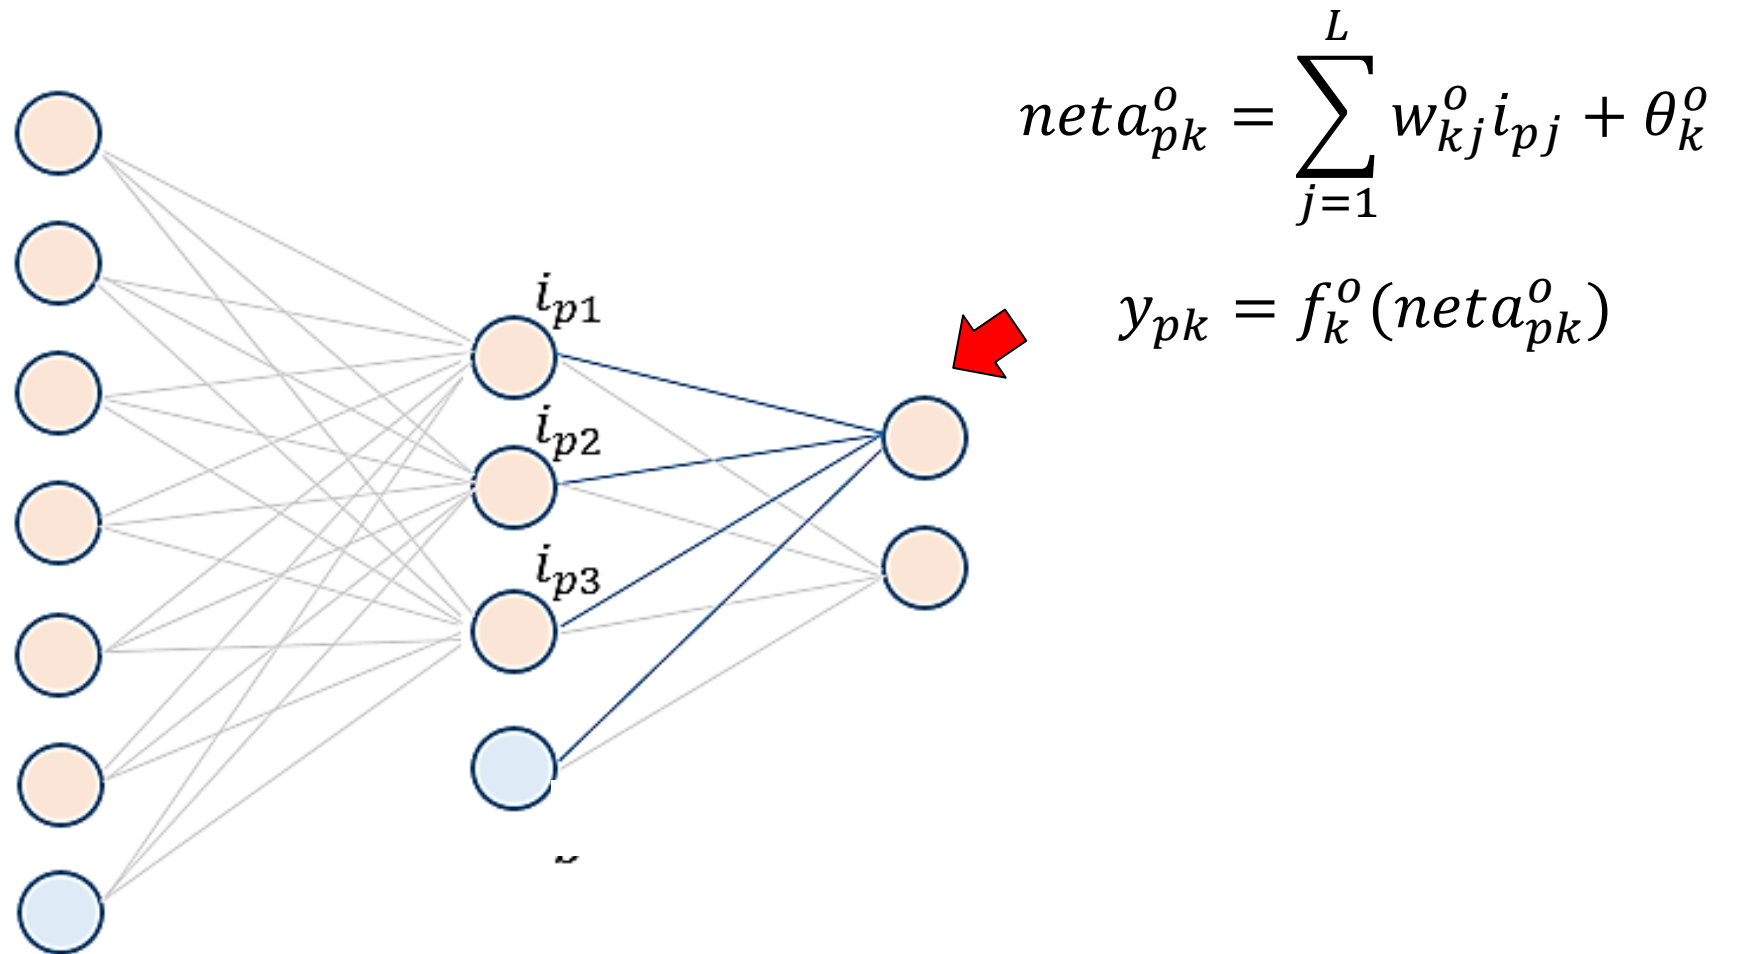 neta^o_{pk} = \sum_{j=1}^{L} w^o_{kj} i_{pj} + θ^o_k
y_{pk} = f^o_k(neta^o_{pk})
i_{p1}
i_{p2}
i_{p3}